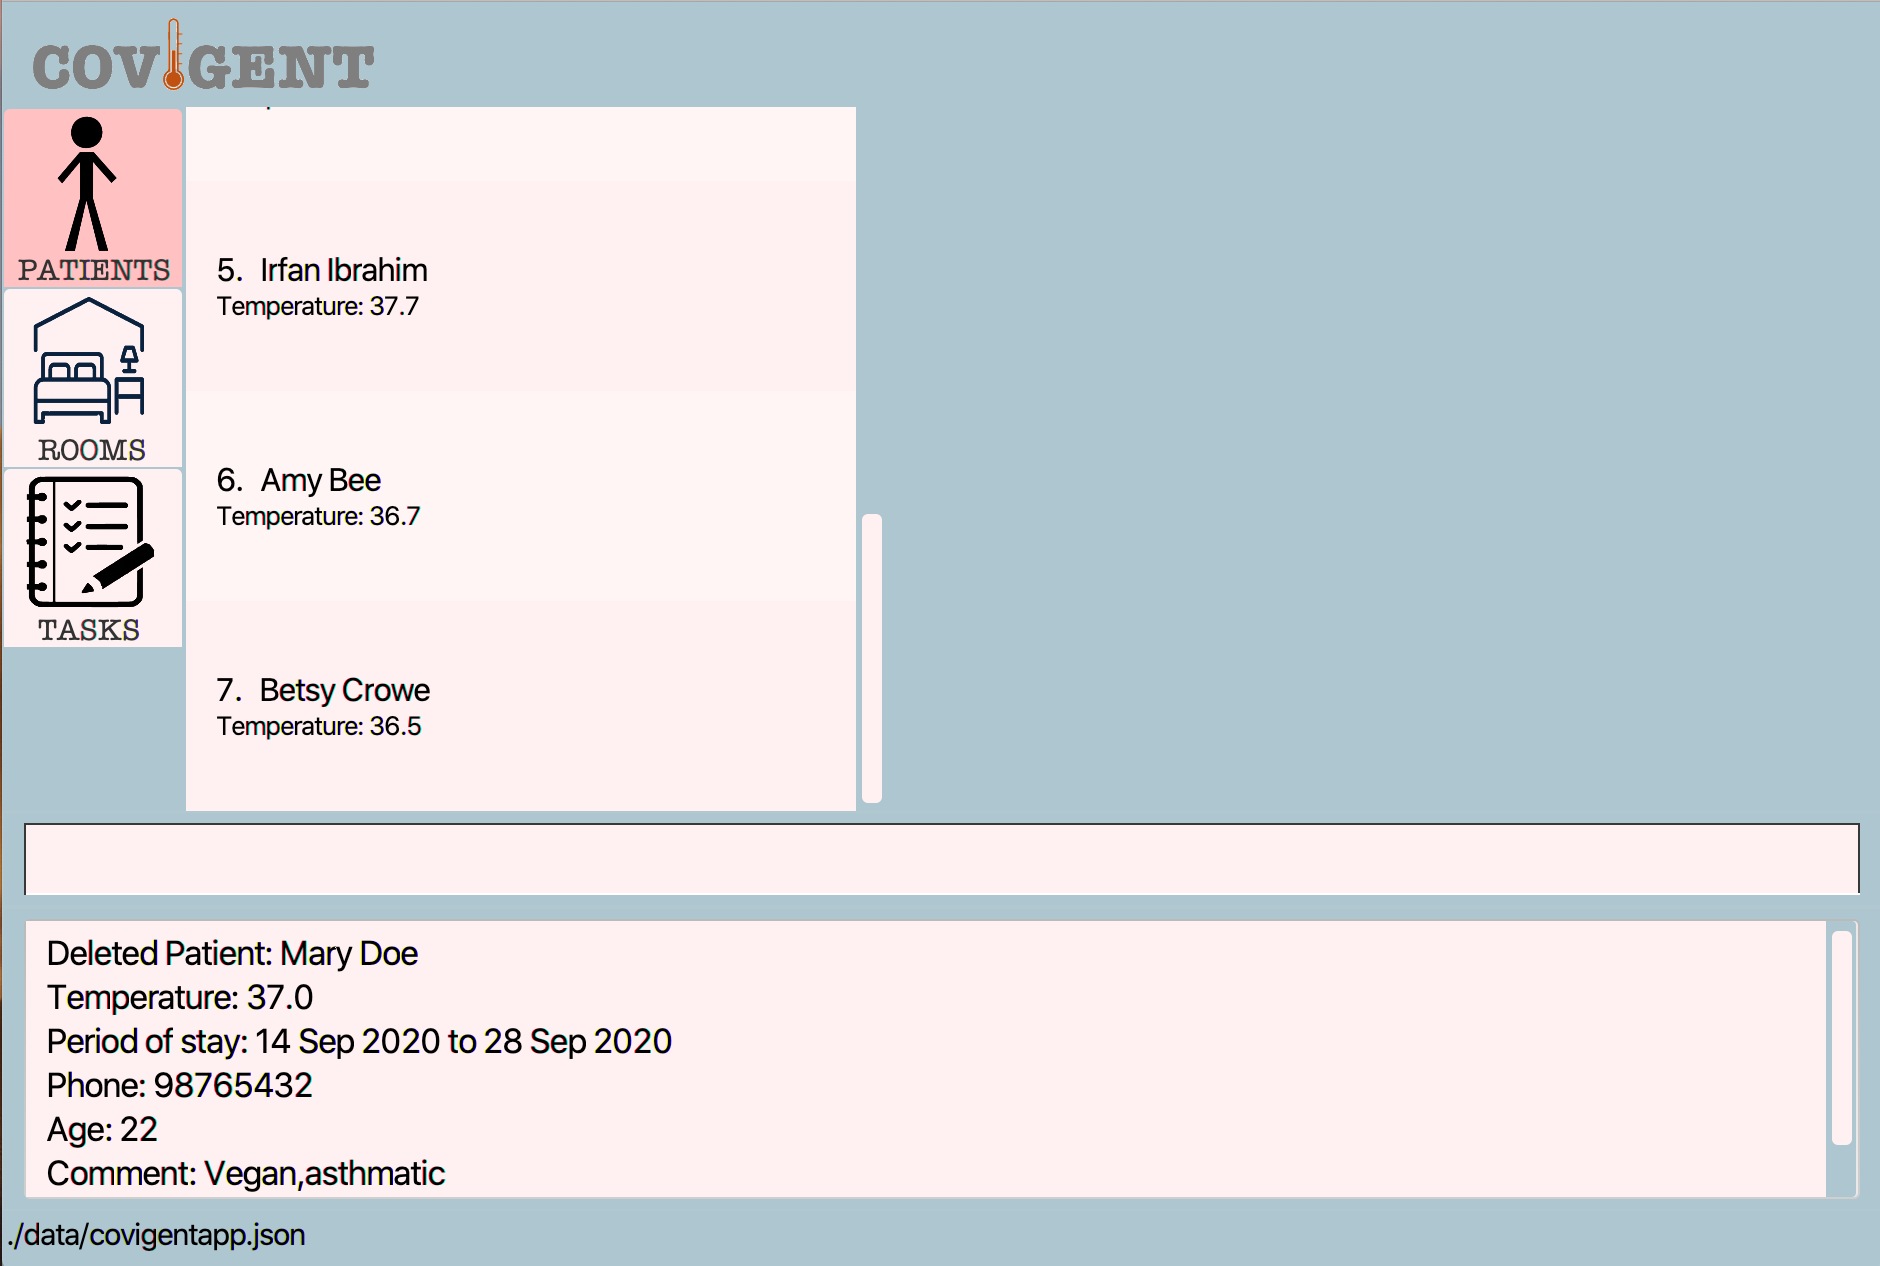 COVIGENT
PATIENTS
ROOMS
TASKS
5. Irfan Ibrahim
Temperature: 37.7
6. Amy Bee
Temperature: 36.7
7. Betsy Crowe
Temperature: 36.5
Deleted Patient: Mary Doe
Temperature: 37.0
Period of stay: 14 Sep 2020 to 28 Sep 2020
Phone: 98765432
Age: 22
Comment: Vegan,asthmatic
./data/covigentapp.json